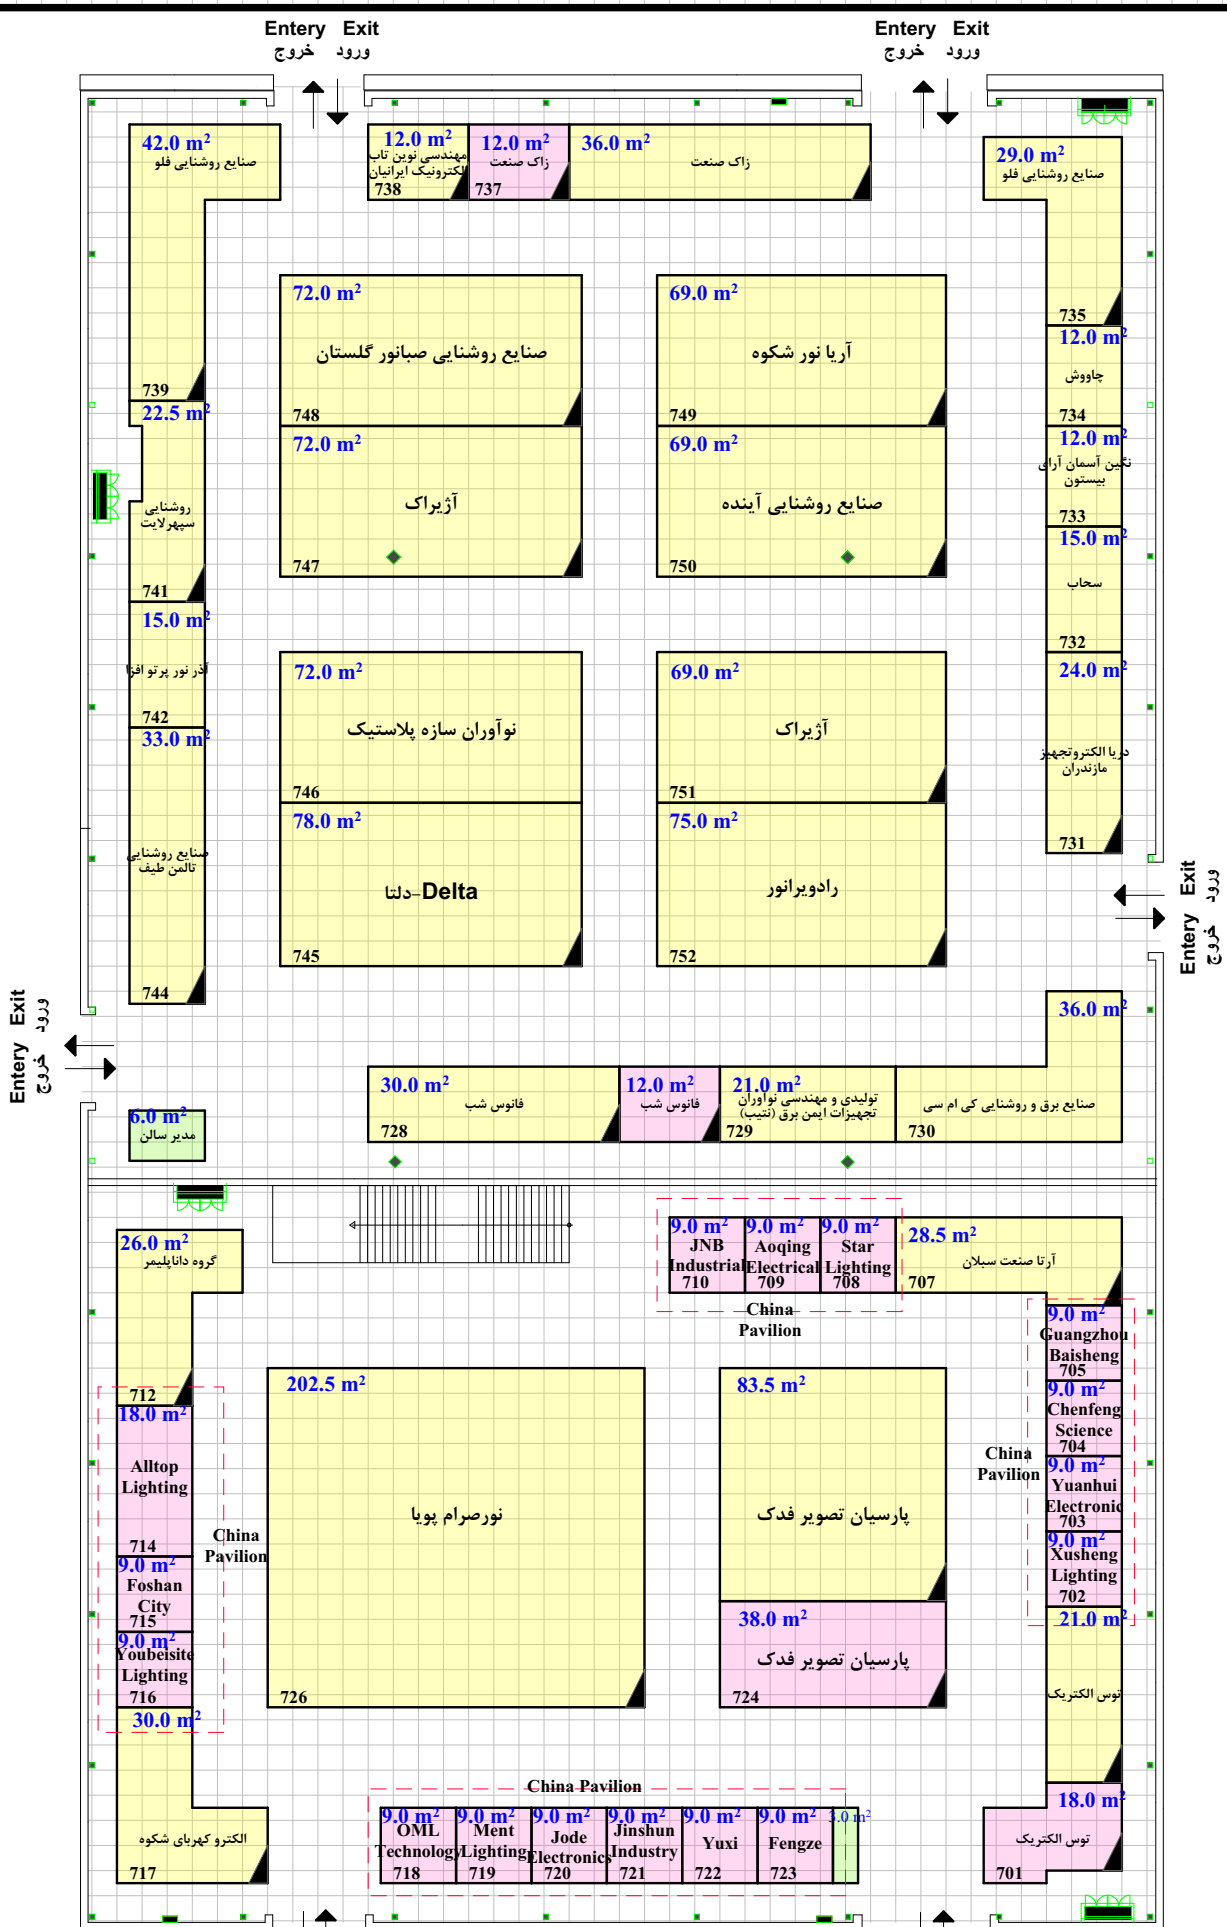 Entery Exit
خروج ورود
Entery Exit
خروج ورود
42.0 m²
صنایع روشنایی فلو
739
12.0 m²
مهندسی نوین تاب
الکترونیک ایرانیان
738
12.0 m²
زاک صنعت
737
36.0 m²
زاک صنعت
29.0 m²
صنایع روشنایی فلو
735
72.0 m²
صنایع روشنایی صبانور گلستان
748
69.0 m²
آریا نور شکوه
749
12.0 m²
چاووش
734
22.5 m²
روشنایی
سپهرلایت
741
72.0 m²
آژیراک
747
69.0 m²
صنایع روشنایی آینده
750
12.0 m²
نگین آسمان آرای
بیستون
733
15.0 m²
سحاب
732
15.0 m²
آذر نور پرتو افزا
742
72.0 m²
نوآوران سازه پلاستیک
746
69.0 m²
آژیراک
751
24.0 m²
دریا الکتروتجهیز
مازندران
731
33.0 m²
صنایع روشنایی
تالمن طیف
744
78.0 m²
دلتا-Delta
745
75.0 m²
رادویرانور
752
Entery Exit
خروج ورود
Entery Exit
خروج ورود
36.0 m²
صنایع برق و روشنایی کی ام سی
730
30.0 m²
فانوس شب
728
12.0 m²
فانوس شب
21.0 m²
تولیدی و مهندسی نوآوران
تجهیزات ایمن برق (نتیب)
729
6.0 m²
مدیر سالن
26.0 m²
گروه داناپلیمر
712
9.0 m²
JNB
Industrial
710
9.0 m²
Aoqing
Electrical
709
9.0 m²
Star
Lighting
708
China
Pavilion
28.5 m²
آرتا صنعت سبلان
707
9.0 m²
Guangzhou
Baisheng
705
9.0 m²
Chenfeng
Science
704
9.0 m²
Yuanhui
Electronic
703
9.0 m²
Xusheng
Lighting
702
China
Pavilion
202.5 m²
نورصرام پویا
726
83.5 m²
پارسیان تصویر فدک
38.0 m²
پارسیان تصویر فدک
724
18.0 m²
Alltop
Lighting
714
9.0 m²
Foshan
City
715
9.0 m²
Youbeisite
Lighting
716
China
Pavilion
21.0 m²
توس الکتریک
30.0 m²
الکترو کهربای شکوه
717
China Pavilion
9.0 m²
OML
Technology
718
9.0 m²
Ment
Lighting
719
9.0 m²
Jode
Electronics
720
9.0 m²
Jinshun
Industry
721
9.0 m²
Yuxi
722
9.0 m²
Fengze
723
3.0 m²
18.0 m²
توس الکتریک
701